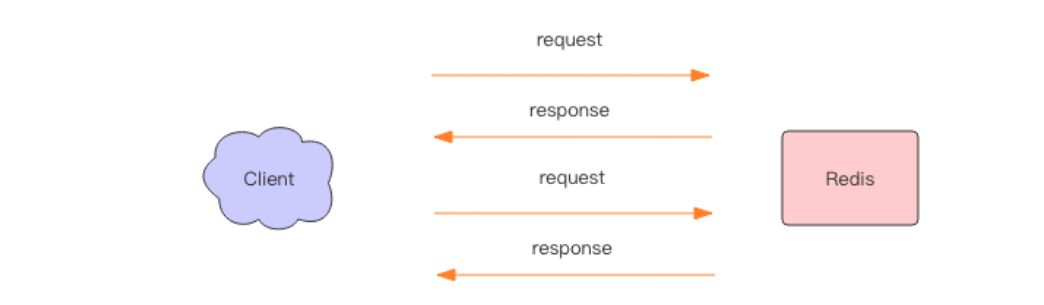 request
response
Client
Redis
request
response